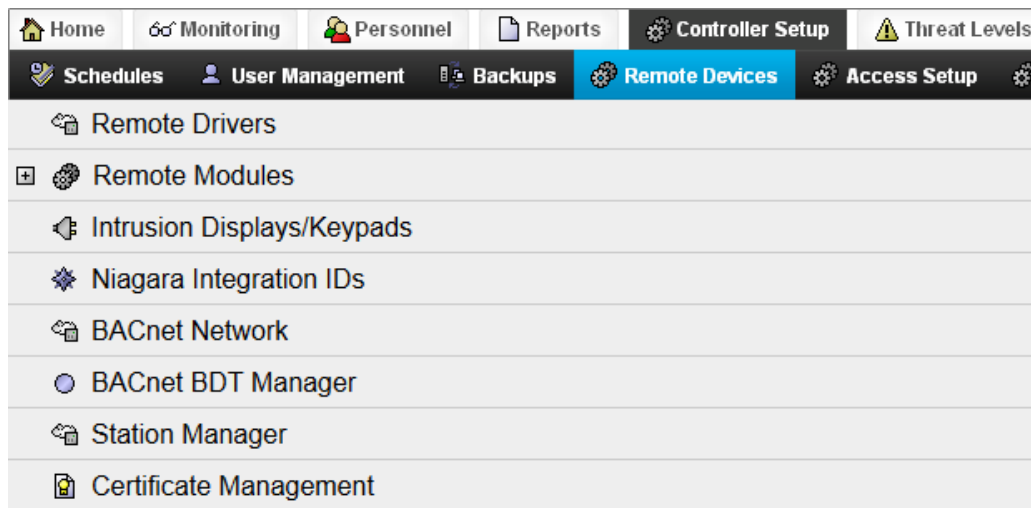 Home Monitoring Personnel Reports Controller Setup Threat Levels
Schedules User Management Backups Remote Devices Access Setup
Remote Drivers
Remote Modules
Intrusion Displays/Keypads
Niagara Integration IDs
BACnet Network
BACnet BDT Manager
Station Manager
Certificate Management